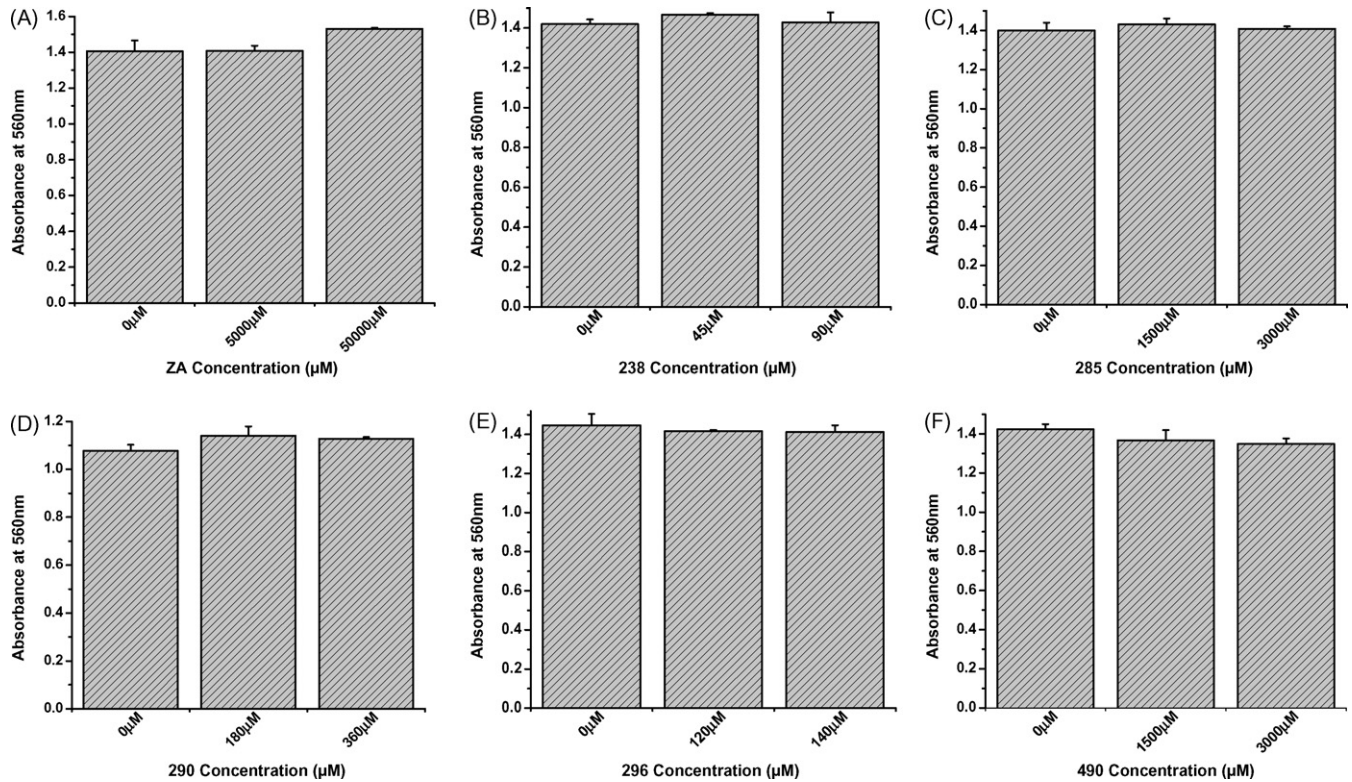 (A)
Absorbance at 560nm
1.6
1.4
1.2
1.0
0.8
0.6
0.4
0.2
0.0
0µM
5000µM
50000µM
ZA Concentration (µM)
(B)
Absorbance at 560nm
1.4
1.2
1.0
0.8
0.6
0.4
0.2
0.0
0µM
45µM
90µM
238 Concentration (µM)
(C)
Absorbance at 560nm
1.4
1.2
1.0
0.8
0.6
0.4
0.2
0.0
0µM
1500µM
3000µM
285 Concentration (µM)
(D)
Absorbance at 560nm
1.2
1.0
0.8
0.6
0.4
0.2
0.0
0µM
180µM
360µM
290 Concentration (µM)
(E)
Absorbance at 560nm
1.4
1.2
1.0
0.8
0.6
0.4
0.2
0.0
0µM
120µM
140µM
296 Concentration (µM)
(F)
Absorbance at 560nm
1.4
1.2
1.0
0.8
0.6
0.4
0.2
0.0
0µM
1500µM
3000µM
490 Concentration (µM)